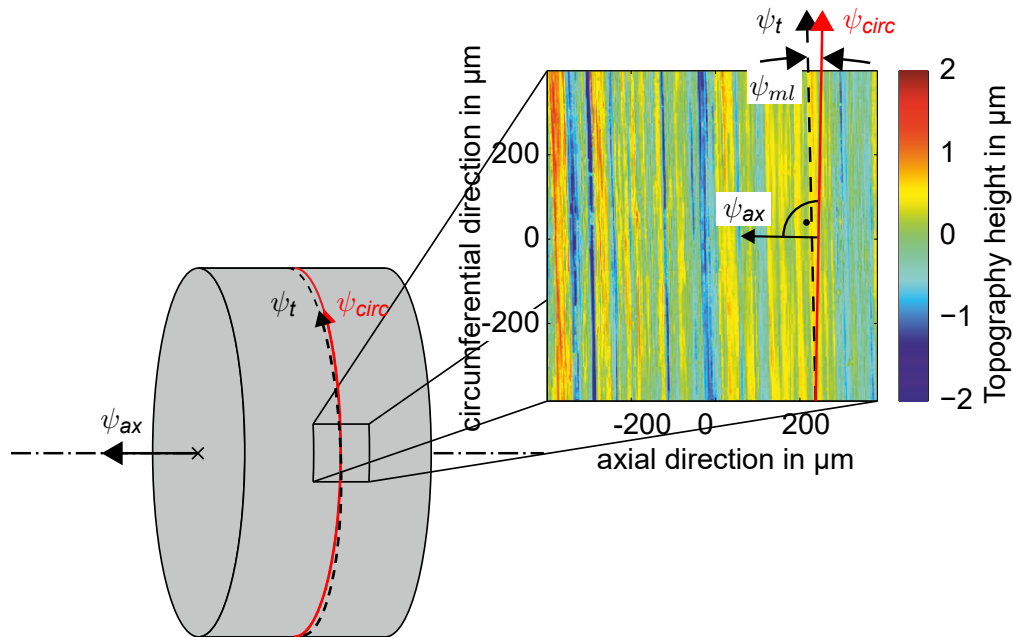 ψt ψcirc
ψml
ψax
200
0
-200
circumferential direction in µm
-200 0 200
axial direction in µm
2
1
0
−1
−2
Topography height in µm
ψt ψcirc
ψax